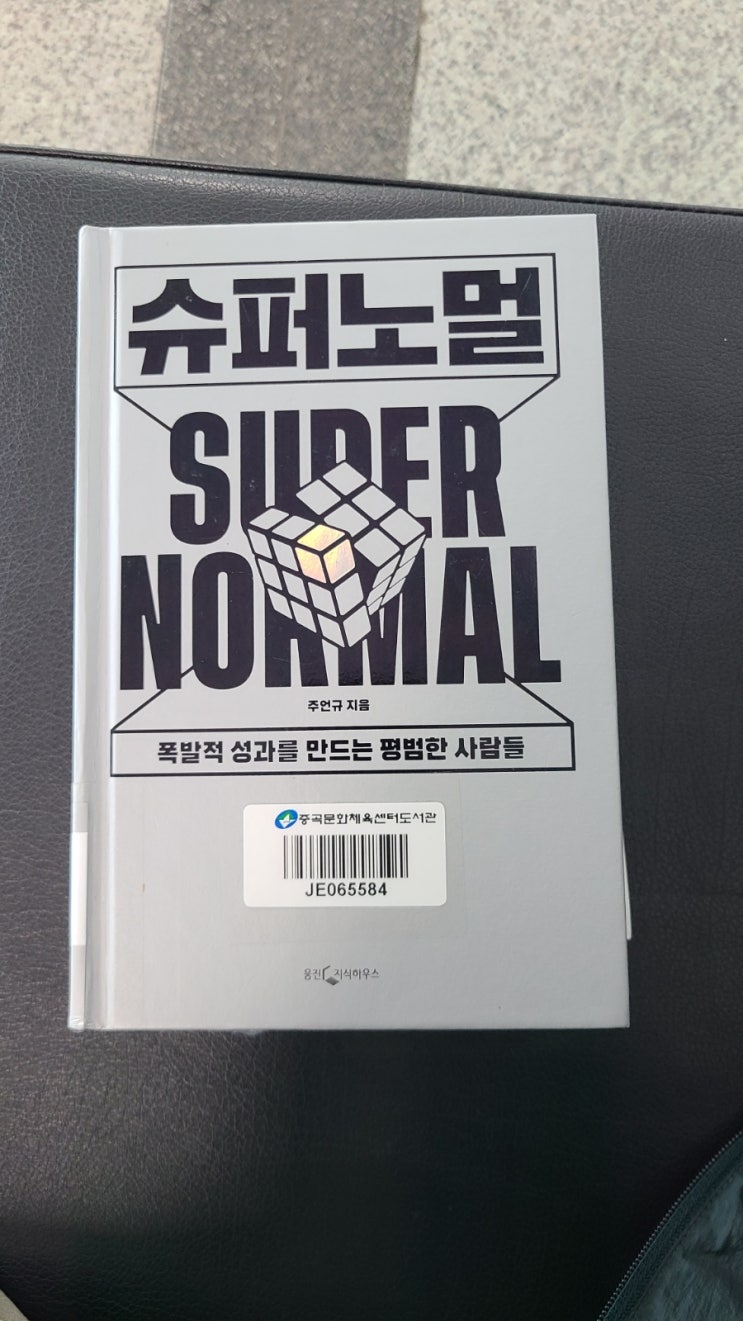 슈퍼노멀
SUPER
NORMAL
주언규 지음
폭발적 성과를 만드는 평범한 사람들
중곡문화체육센터도서관
JE065584
웅진 지식하우스